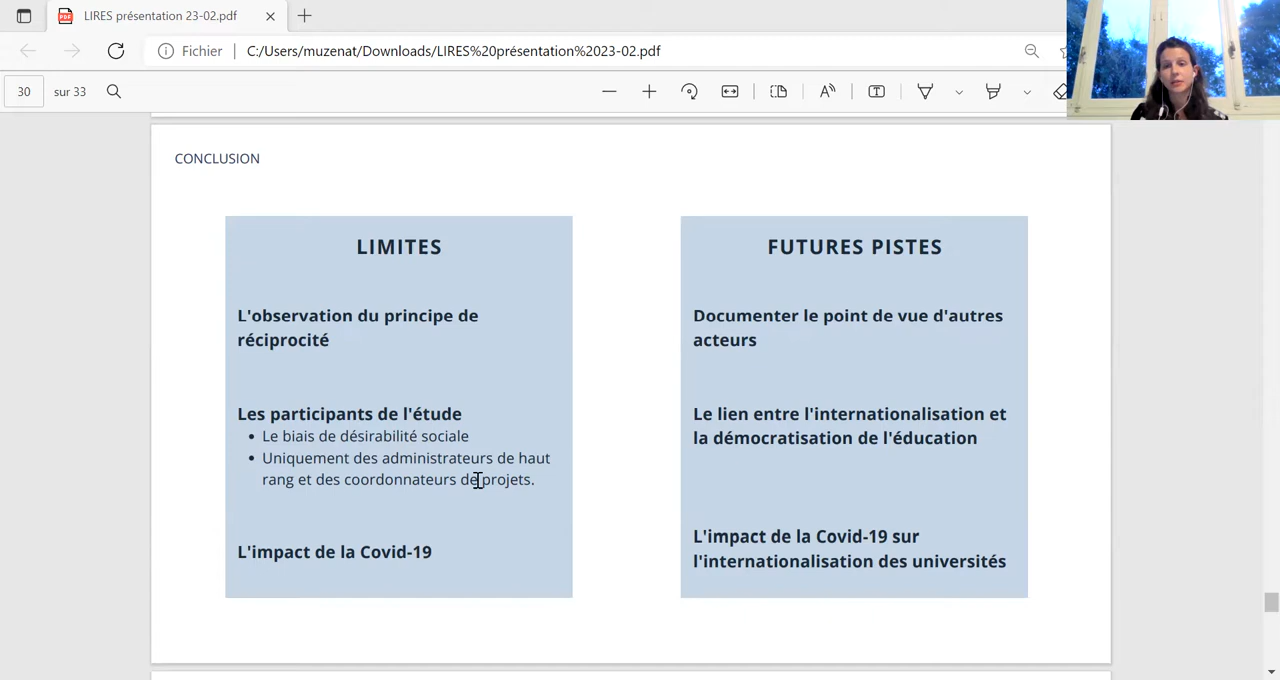 LIRES présentation 23-02.pdf
Fichier
C:/Users/muzenat/Downloads/LIRES%20présentation%2023-02.pdf
30
sur 33
CONCLUSION
LIMITES
L'observation du principe de
réciprocité
Les participants de l'étude
• Le biais de désirabilité sociale
• Uniquement des administrateurs de haut
rang et des coordonnateurs de projets.
L'impact de la Covid-19
FUTURES PISTES
Documenter le point de vue d'autres
acteurs
Le lien entre l'internationalisation et
la démocratisation de l'éducation
L'impact de la Covid-19 sur
l'internationalisation des universités